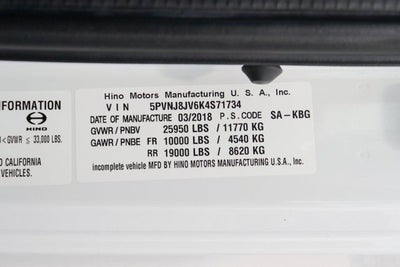 Hino Motors Manufacturing U. S. A., Inc.
VIN 5PVNJ8JV6K4S71734
DATE OF MANUFACTURE 03/2018 P.S.CODE SA-KBG
GVWR/PNBV 25950 LBS / 11770 KG
GAWR/PNBE FR 10000 LBS / 4540 KG
RR 19000 LBS / 8620 KG
incomplete vehicle MFD BY HINO MOTORS MANUFACTURING U.S.A., Inc.
INFORMATION
HINO
< GVWR ≤ 33,000 LBS.
CALIFORNIA
VEHICLES.